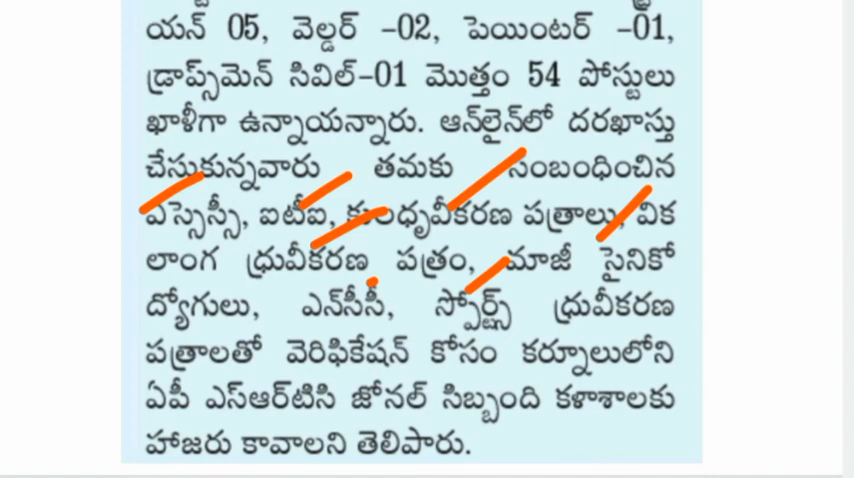 యన్ 05, వెల్డర్ –02, పెయింటర్ –01,
డ్రాప్స్‌మెన్ సివిల్–01 మొత్తం 54 పోస్టులు
ఖాళీగా ఉన్నాయన్నారు. ఆన్‌లైన్‌లో దరఖాస్తు
చేసుకున్నవారు తమకు సంబంధించిన
ఎస్సెస్సీ, ఐటీఐ, కులధృవీకరణ పత్రాలు, విక
లాంగ ధ్రువీకరణ పత్రం, మాజీ సైనికో
ద్యోగులు, ఎన్‌సీసీ, స్పోర్ట్స్ ధ్రువీకరణ
పత్రాలతో వెరిఫికేషన్ కోసం కర్నూలులోని
ఏపీ ఎస్‌ఆర్‌టిసి జోనల్ సిబ్బంది కళాశాలకు
హాజరు కావాలని తెలిపారు.